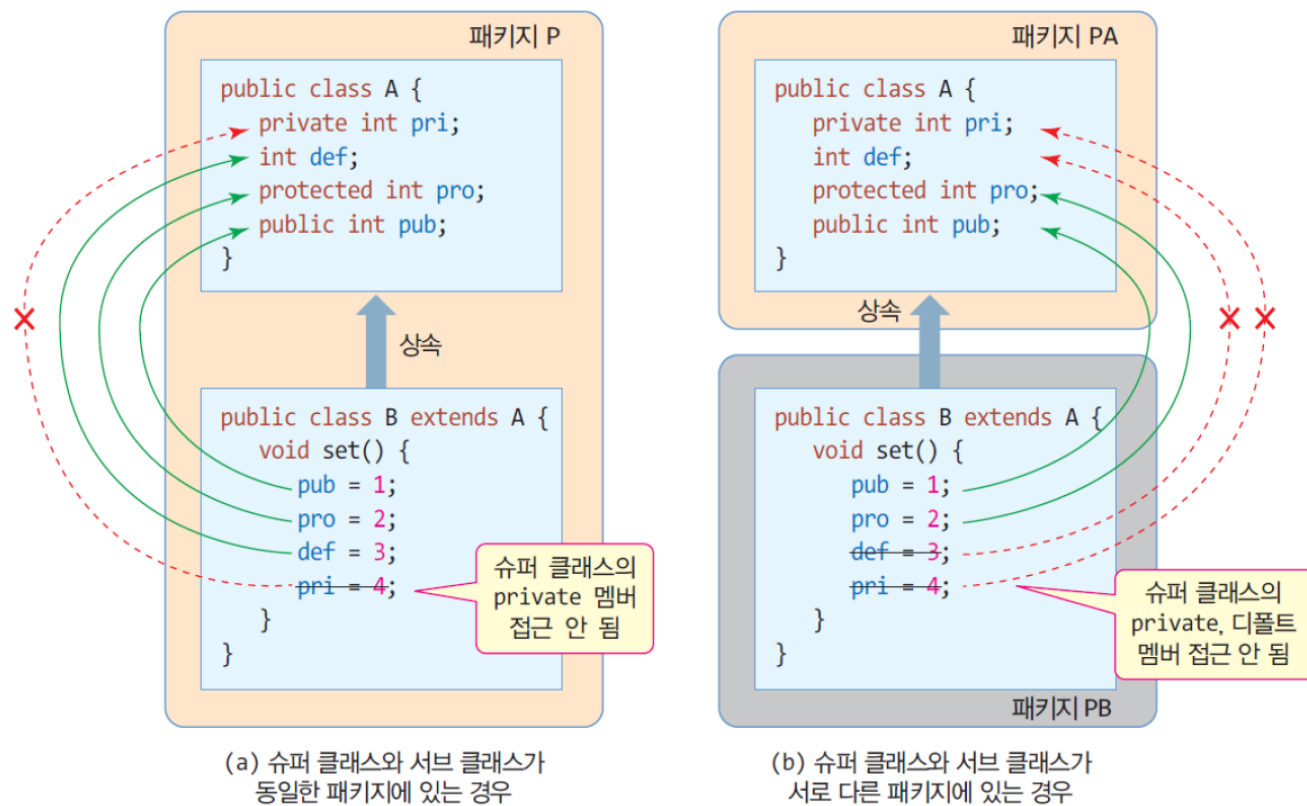 패키지 P
public class A {
private int pri;
int def;
protected int pro;
public int pub;
}
상속
public class B extends A {
void set() {
pub = 1;
pro = 2;
def = 3;
pri = 4;
}
}
슈퍼 클래스의
private 멤버
접근 안 됨
(a) 슈퍼 클래스와 서브 클래스가
동일한 패키지에 있는 경우
패키지 PA
public class A {
private int pri;
int def;
protected int pro;
public int pub;
}
상속
public class B extends A {
void set() {
pub = 1;
pro = 2;
def = 3;
pri = 4;
}
}
슈퍼 클래스의
private, 디폴트
멤버 접근 안 됨
패키지 PB
(b) 슈퍼 클래스와 서브 클래스가
서로 다른 패키지에 있는 경우